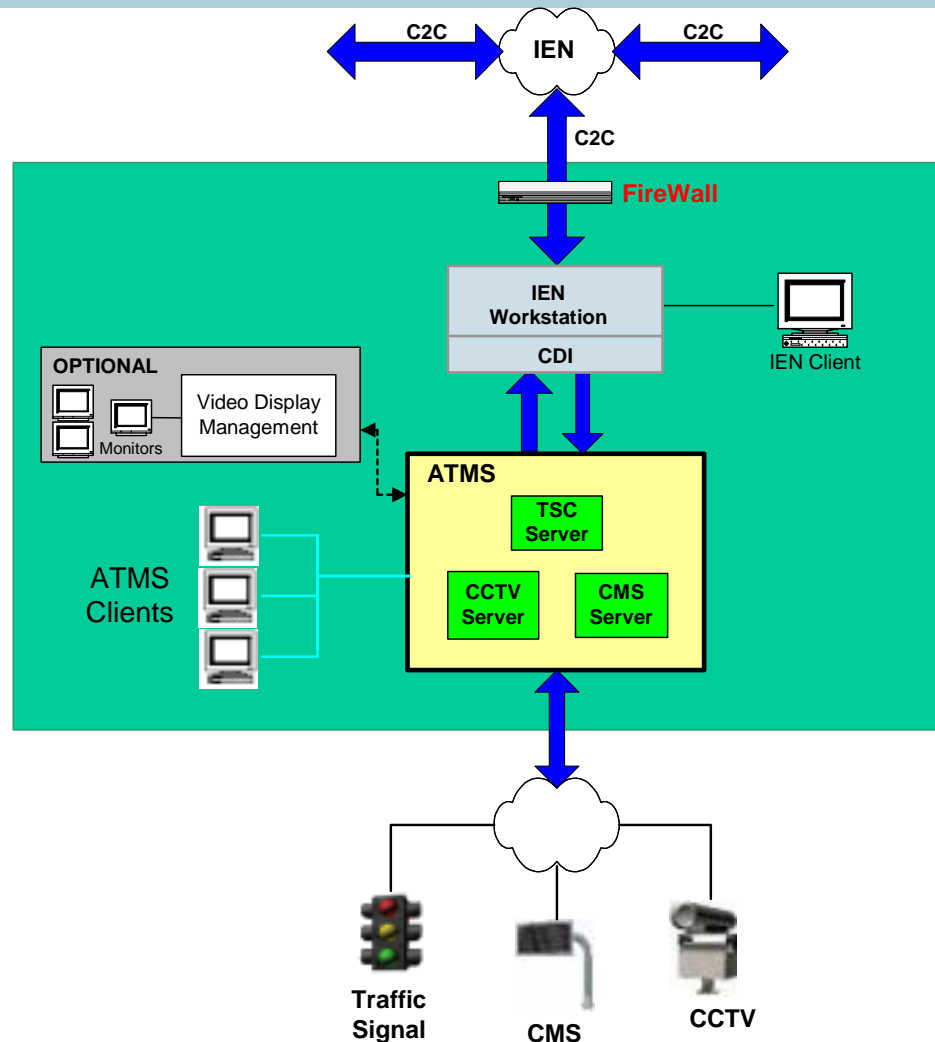 C2C
IEN
C2C
C2C
FireWall
IEN
Workstation
CDI
IEN Client
OPTIONAL
Video Display
Management
Monitors
ATMS
TSC
Server
CCTV
Server
CMS
Server
ATMS
Clients
Traffic
Signal
CMS
CCTV